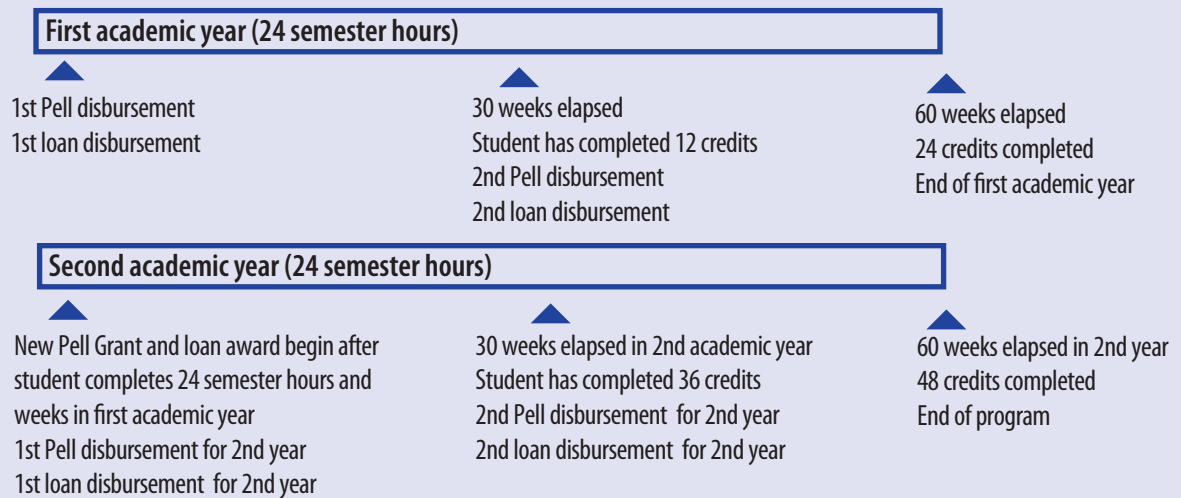 First academic year (24 semester hours)
1st Pell disbursement
1st loan disbursement
30 weeks elapsed
Student has completed 12 credits
2nd Pell disbursement
2nd loan disbursement
60 weeks elapsed
24 credits completed
End of first academic year
Second academic year (24 semester hours)
New Pell Grant and loan award begin after
student completes 24 semester hours and
weeks in first academic year
1st Pell disbursement for 2nd year
1st loan disbursement for 2nd year
30 weeks elapsed in 2nd academic year
Student has completed 36 credits
2nd Pell disbursement for 2nd year
2nd loan disbursement for 2nd year
60 weeks elapsed in 2nd year
48 credits completed
End of program